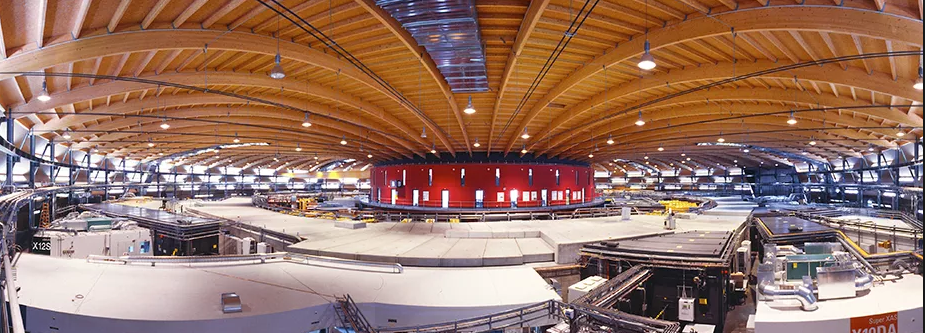 X12S
Super XAS
X10DA